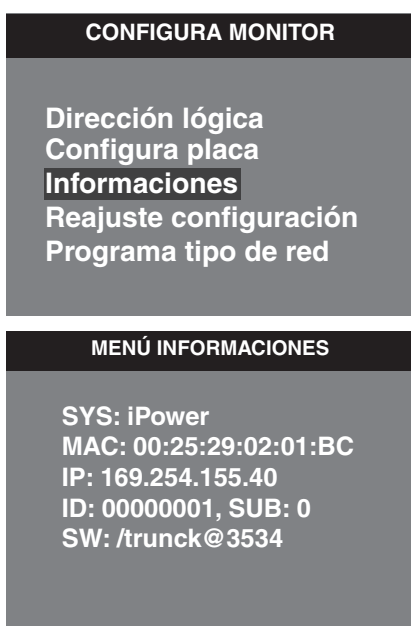 CONFIGURA MONITOR
Dirección lógica
Configura placa
Informaciones
Reajuste configuración
Programa tipo de red
MENÚ INFORMACIONES
SYS: iPower
MAC: 00:25:29:02:01:BC
IP: 169.254.155.40
ID: 00000001, SUB: 0
SW: /trunck@3534